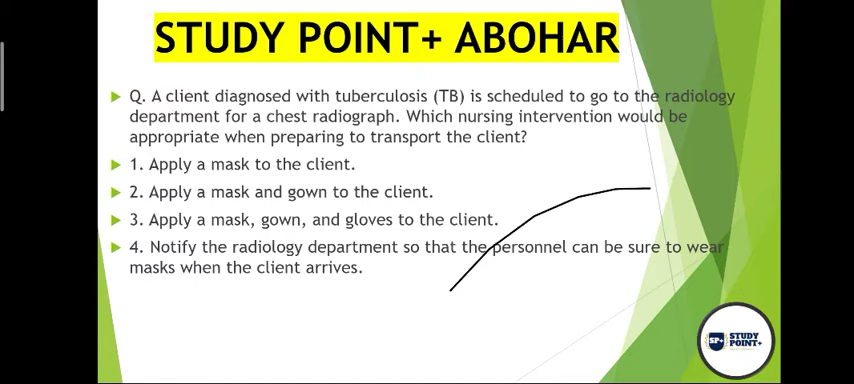 STUDY POINT+ ABOHAR
Q. A client diagnosed with tuberculosis (TB) is scheduled to go to the radiology
department for a chest radiograph. Which nursing intervention would be
appropriate when preparing to transport the client?
1. Apply a mask to the client.
2. Apply a mask and gown to the client.
3. Apply a mask, gown, and gloves to the client.
4. Notify the radiology department so that the personnel can be sure to wear
masks when the client arrives.
SP+ STUDY
POINT+